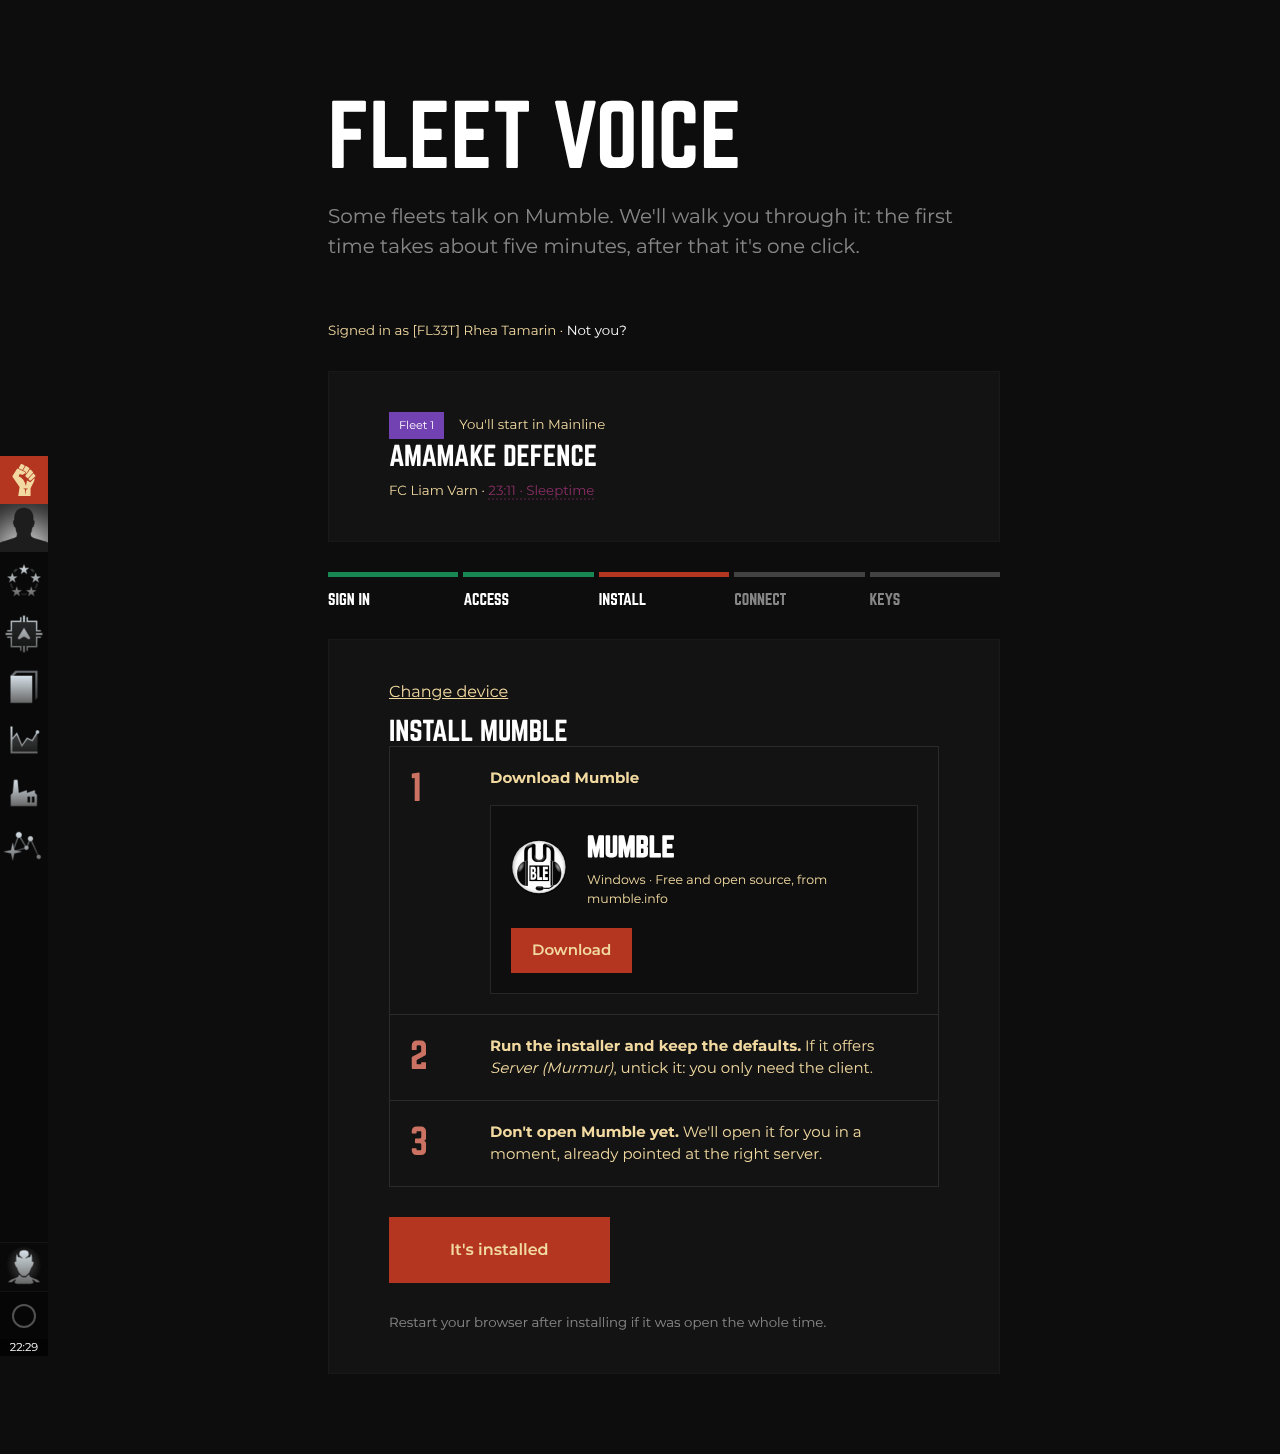 FLEET VOICE
Some fleets talk on Mumble. We'll walk you through it: the first
time takes about five minutes, after that it's one click.
Signed in as [FL33T] Rhea Tamarin · Not you?
Fleet 1 You'll start in Mainline
AMAMAKE DEFENCE
FC Liam Varn · 23:11 · Sleeptime
SIGN IN ACCESS INSTALL CONNECT KEYS
Change device
INSTALL MUMBLE
1 Download Mumble
BLE MUMBLE
Windows · Free and open source, from
mumble.info
Download
2 Run the installer and keep the defaults. If it offers
Server (Murmur), untick it: you only need the client.
3 Don't open Mumble yet. We'll open it for you in a
moment, already pointed at the right server.
It's installed
Restart your browser after installing if it was open the whole time.
22:29